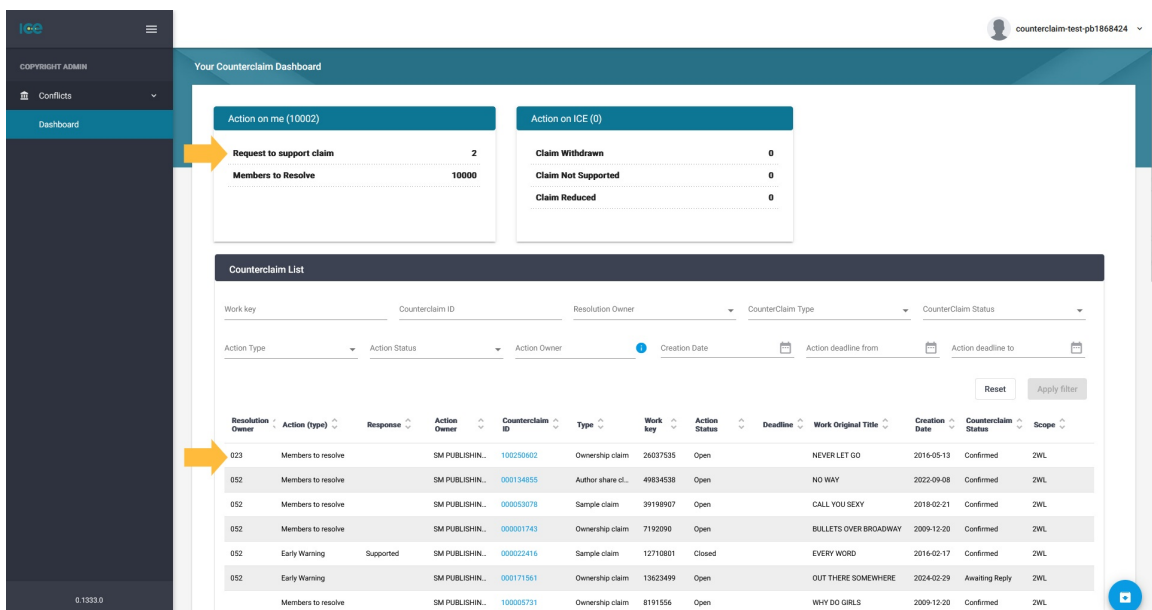 ICE
counterclaim-test-pb1868424
COPYRIGHT ADMIN
Conflicts
Dashboard
0.1333.0
Your Counterclaim Dashboard
Action on me (10002)
Request to support claim 2
Members to Resolve 10000
Action on ICE (0)
Claim Withdrawn 0
Claim Not Supported 0
Claim Reduced 0
Counterclaim List
Work key Counterclaim ID Resolution Owner CounterClaim Type CounterClaim Status
Action Type Action Status Action Owner Creation Date Action deadline from Action deadline to
Reset Apply filter
Resolution Owner Action (type) Response Action Owner Counterclaim ID Type Work key Action Status Deadline Work Original Title Creation Date Counterclaim Status Scope
023 Members to resolve SM PUBLISHIN... 100250602 Ownership claim 26037535 Open NEVER LET GO 2016-05-13 Confirmed 2WL
052 Members to resolve SM PUBLISHIN... 000134855 Author share cl... 49834538 Open NO WAY 2022-09-08 Confirmed 2WL
052 Members to resolve SM PUBLISHIN... 000053078 Sample claim 39198907 Open CALL YOU SEXY 2018-02-21 Confirmed 2WL
052 Members to resolve SM PUBLISHIN... 000001743 Ownership claim 7192090 Open BULLETS OVER BROADWAY 2009-12-20 Confirmed 2WL
052 Early Warning Supported SM PUBLISHIN... 000022416 Sample claim 12710801 Closed EVERY WORD 2016-02-17 Confirmed 2WL
052 Early Warning SM PUBLISHIN... 000171561 Ownership claim 13623499 Open OUT THERE SOMEWHERE 2024-02-29 Awaiting Reply 2WL
Members to resolve SM PUBLISHIN... 100005731 Ownership claim 8191556 Open WHY DO GIRLS 2009-12-20 Confirmed 2WL